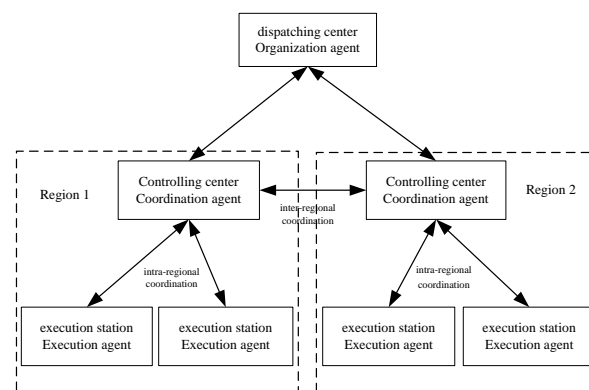 dispatching center
Organization agent
Region 1
Controlling center
Coordination agent
inter-regional
coordination
Controlling center
Coordination agent
Region 2
intra-regional
coordination
intra-regional
coordination
execution station
Execution agent
execution station
Execution agent
execution station
Execution agent
execution station
Execution agent